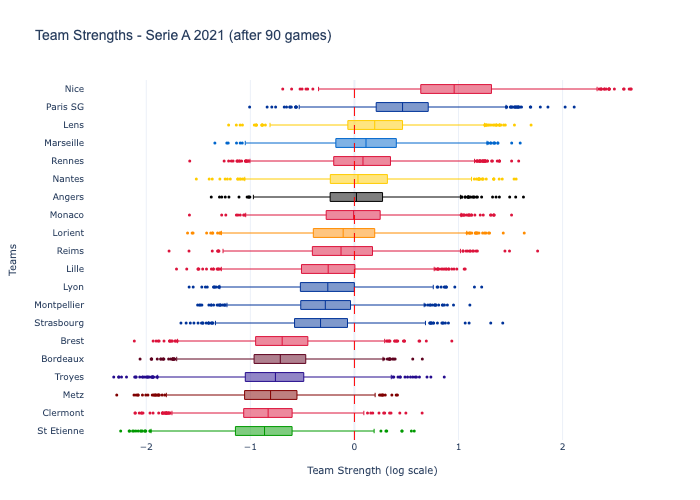 Team Strengths - Serie A 2021 (after 90 games)
Nice
Paris SG
Lens
Marseille
Rennes
Nantes
Angers
Monaco
Lorient
Reims
Lille
Lyon
Montpellier
Strasbourg
Brest
Bordeaux
Troyes
Metz
Clermont
St Etienne
Teams
−2 −1 0 1 2
Team Strength (log scale)